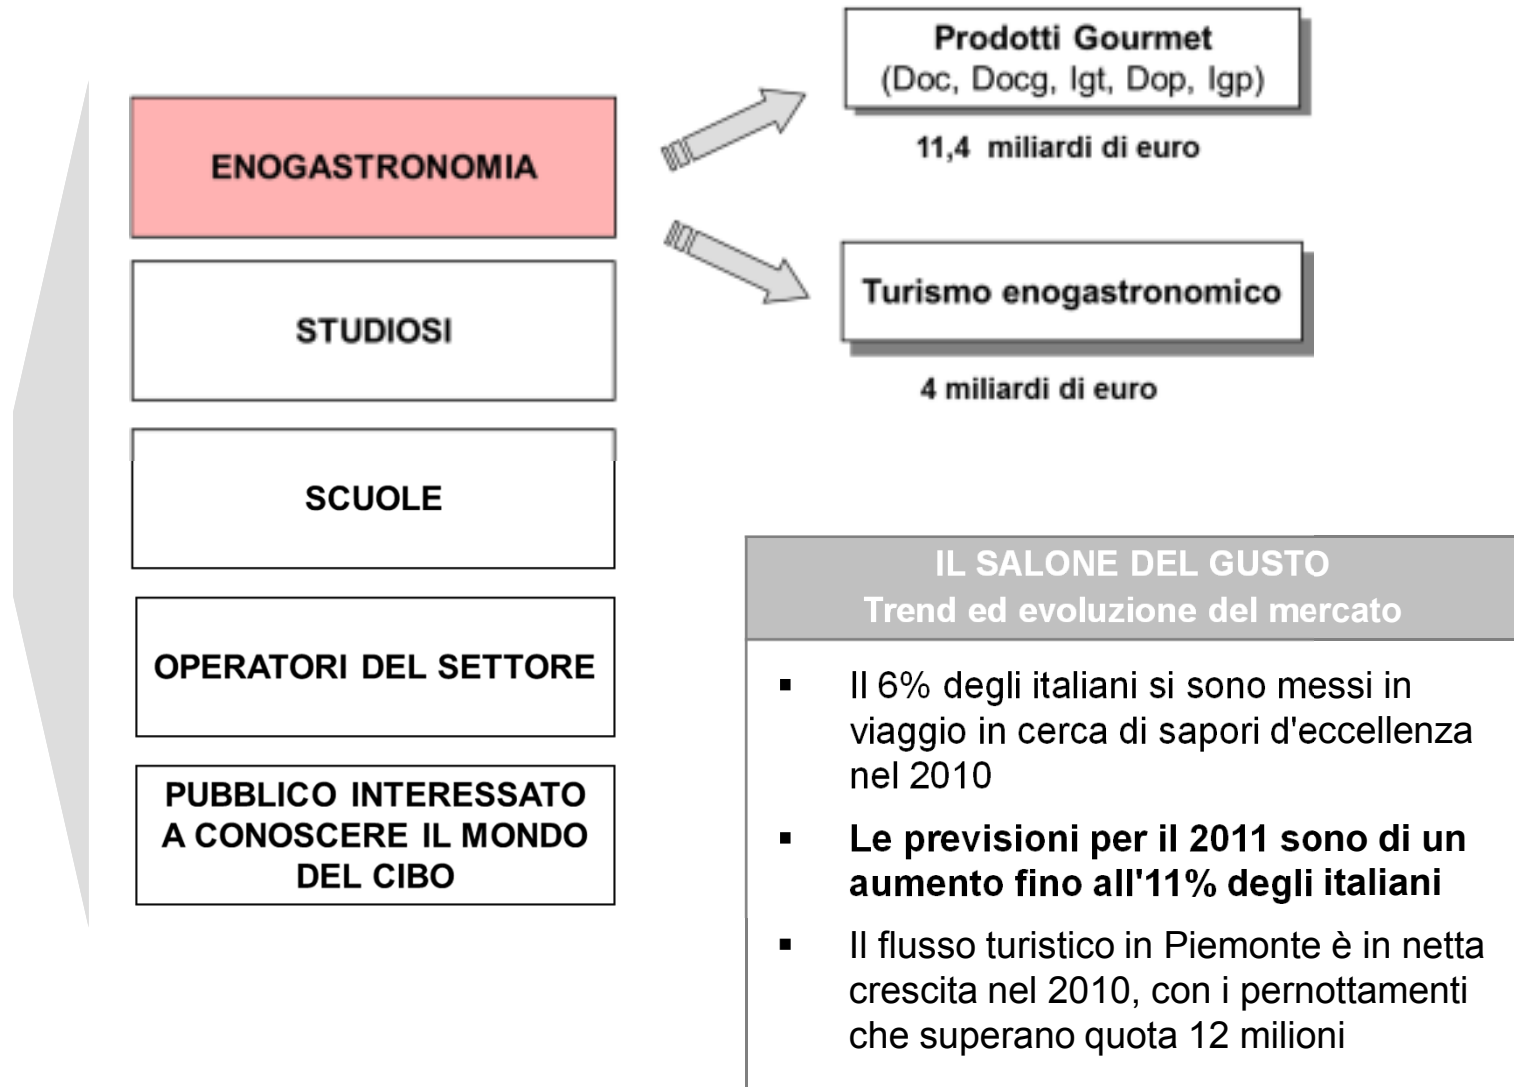 ENOGASTRONOMIA
STUDIOSI
SCUOLE
OPERATORI DEL SETTORE
PUBBLICO INTERESSATO
A CONOSCERE IL MONDO
DEL CIBO
Prodotti Gourmet
(Doc, Docg, Igt, Dop, Igp)
11,4 miliardi di euro
Turismo enogastronomico
4 miliardi di euro
IL SALONE DEL GUSTO
Trend ed evoluzione del mercato
▪ Il 6% degli italiani si sono messi in
viaggio in cerca di sapori d'eccellenza
nel 2010
▪ Le previsioni per il 2011 sono di un
aumento fino all'11% degli italiani
▪ Il flusso turistico in Piemonte è in netta
crescita nel 2010, con i pernottamenti
che superano quota 12 milioni